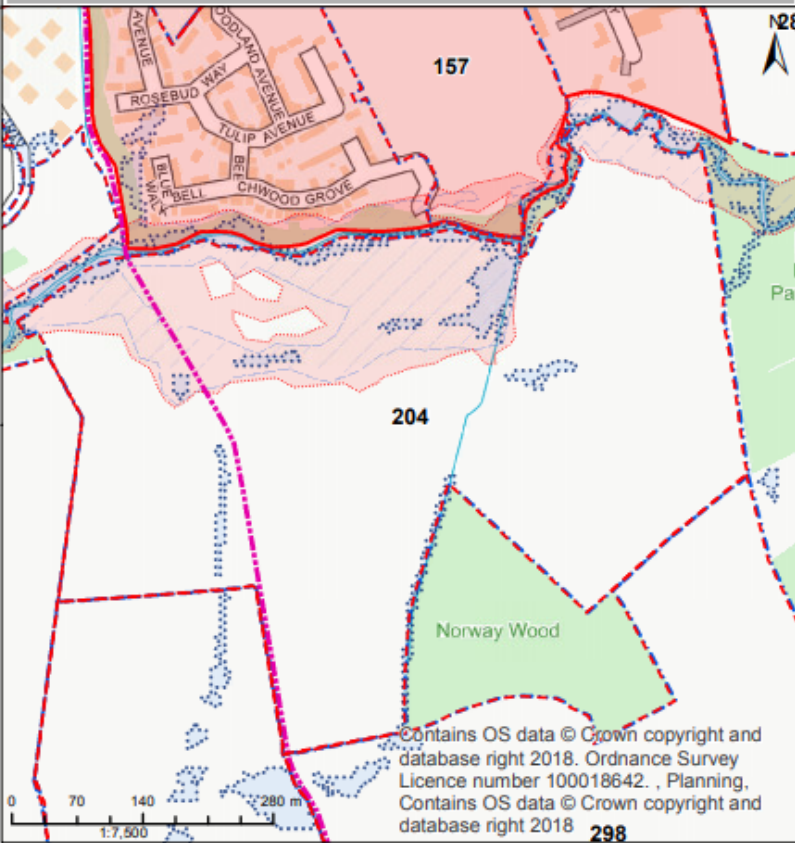 N
157
AVENUE
WOODLAND AVENUE
ROSEBUD WAY
TULIP AVENUE
BLUE BELL
WALK
BEECHWOOD GROVE
Pa
204
Norway Wood
Contains OS data © Crown copyright and
database right 2018. Ordnance Survey
Licence number 100018642. , Planning,
Contains OS data © Crown copyright and
database right 2018
0 70 140 280 m
1:7,500
298